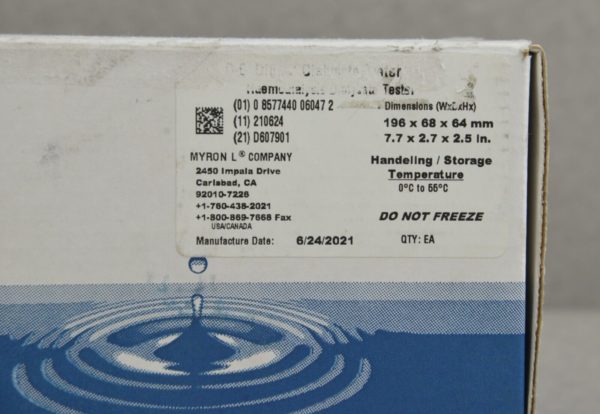 Tester
(01) 0 8577440 06047 2
(11) 210624
(21) D607901
Dimensions (WxDxHx)
196 x 68 x 64 mm
7.7 x 2.7 x 2.5 in.
MYRON L® COMPANY
2450 Impala Drive
Carlsbad, CA
92010-7226
+1-760-438-2021
+1-800-869-7668 Fax
USA/CANADA
Handeling / Storage
Temperature
0°C to 55°C
DO NOT FREEZE
Manufacture Date: 6/24/2021 QTY: EA